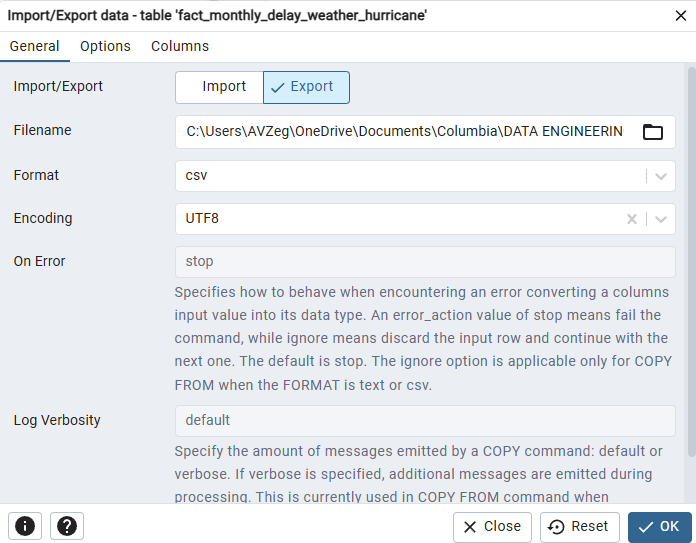 Import/Export data - table 'fact_monthly_delay_weather_hurricane'
General Options Columns
Import/Export Import Export
Filename C:\Users\AVZeg\OneDrive\Documents\Columbia\DATA ENGINEERIN
Format csv
Encoding UTF8
On Error stop
Specifies how to behave when encountering an error converting a columns
input value into its data type. An error_action value of stop means fail the
command, while ignore means discard the input row and continue with the
next one. The default is stop. The ignore option is applicable only for COPY
FROM when the FORMAT is text or csv.
Log Verbosity default
Specify the amount of messages emitted by a COPY command: default or
verbose. If verbose is specified, additional messages are emitted during
processing. This is currently used in COPY FROM command when
Close Reset OK